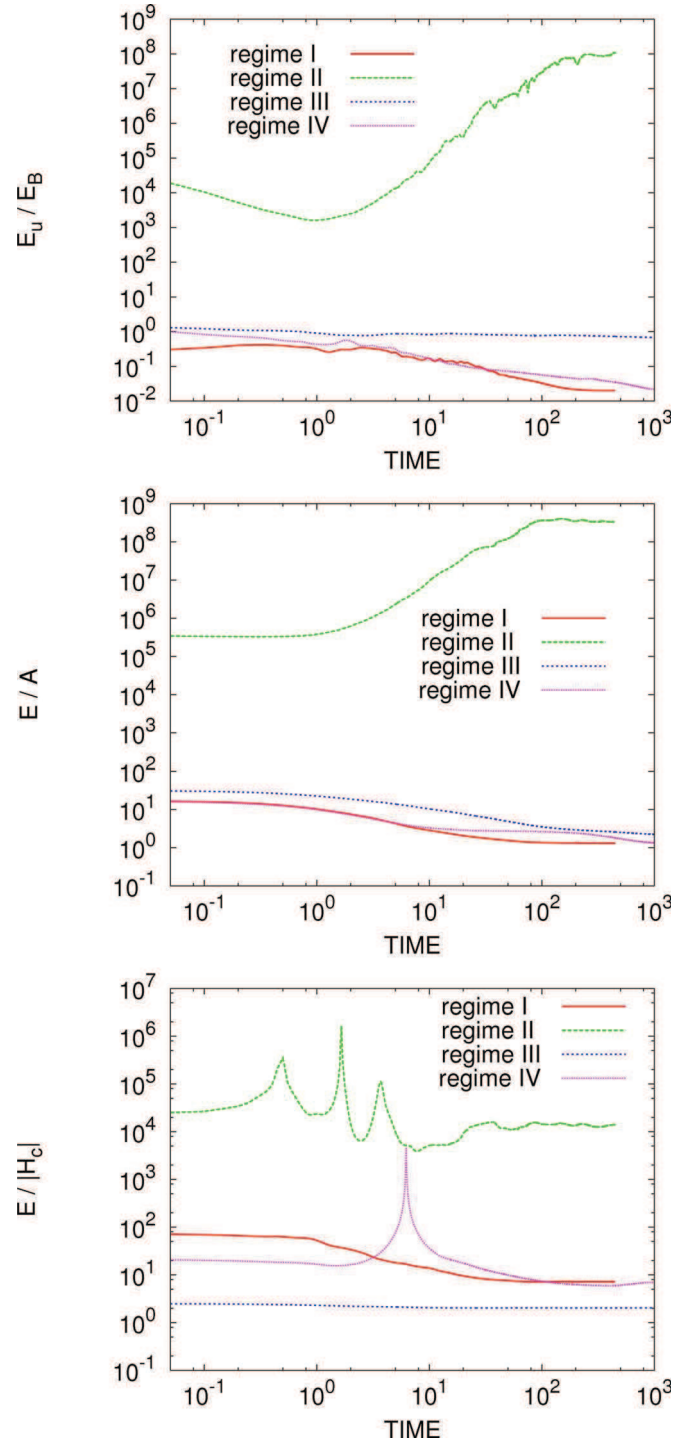 10^9
10^8
10^7
10^6
10^5
10^4
10^3
10^2
10^1
10^0
10^-1
10^-2
E_u / E_B
regime I
regime II
regime III
regime IV
10^-1 10^0 10^1 10^2 10^3
TIME
10^9
10^8
10^7
10^6
10^5
10^4
10^3
10^2
10^1
10^0
10^-1
E / A
regime I
regime II
regime III
regime IV
10^-1 10^0 10^1 10^2 10^3
TIME
10^7
10^6
10^5
10^4
10^3
10^2
10^1
10^0
10^-1
E / |H_c|
regime I
regime II
regime III
regime IV
10^-1 10^0 10^1 10^2 10^3
TIME